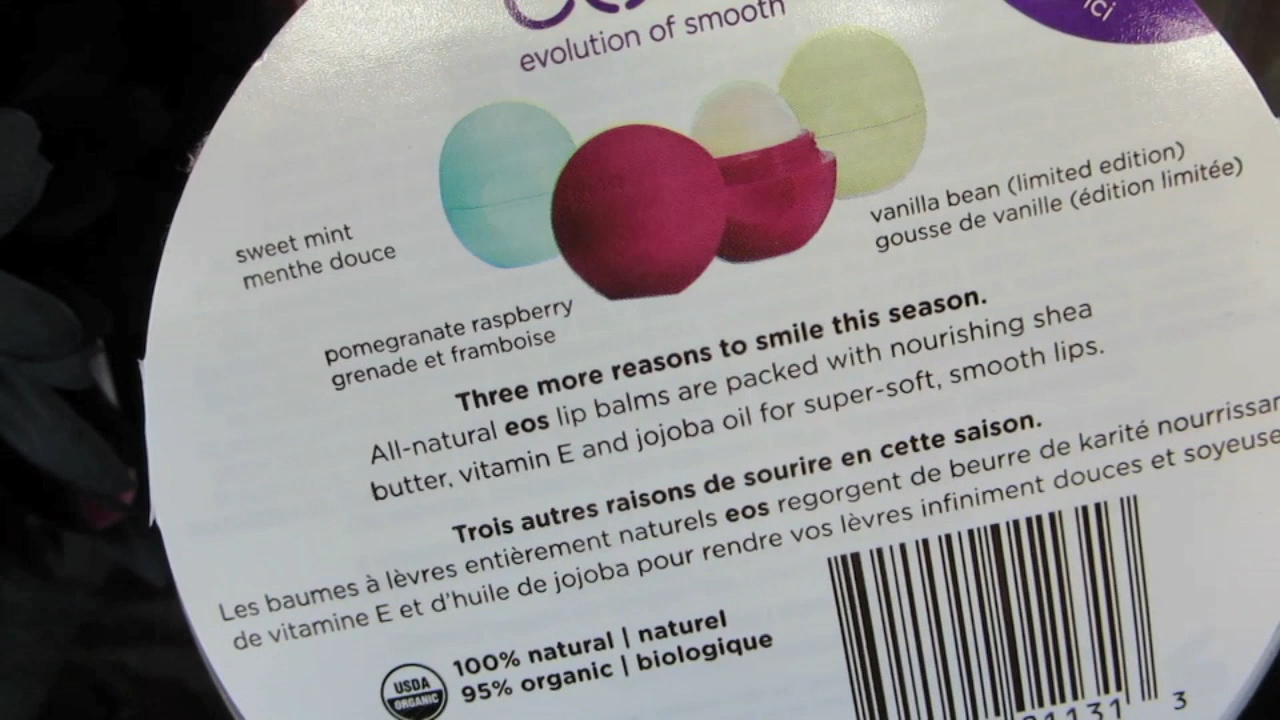 eos
evolution of smooth
ici
sweet mint
menthe douce
pomegranate raspberry
grenade et framboise
vanilla bean (limited edition)
gousse de vanille (édition limitée)
Three more reasons to smile this season.
All-natural eos lip balms are packed with nourishing shea
butter, vitamin E and jojoba oil for super-soft, smooth lips.
Trois autres raisons de sourire en cette saison.
Les baumes à lèvres entièrement naturels eos regorgent de beurre de karité
de vitamine E et d'huile de jojoba pour rendre vos lèvres infiniment douces et
100% natural | naturel
95% organic | biologique
USDA
ORGANIC
3